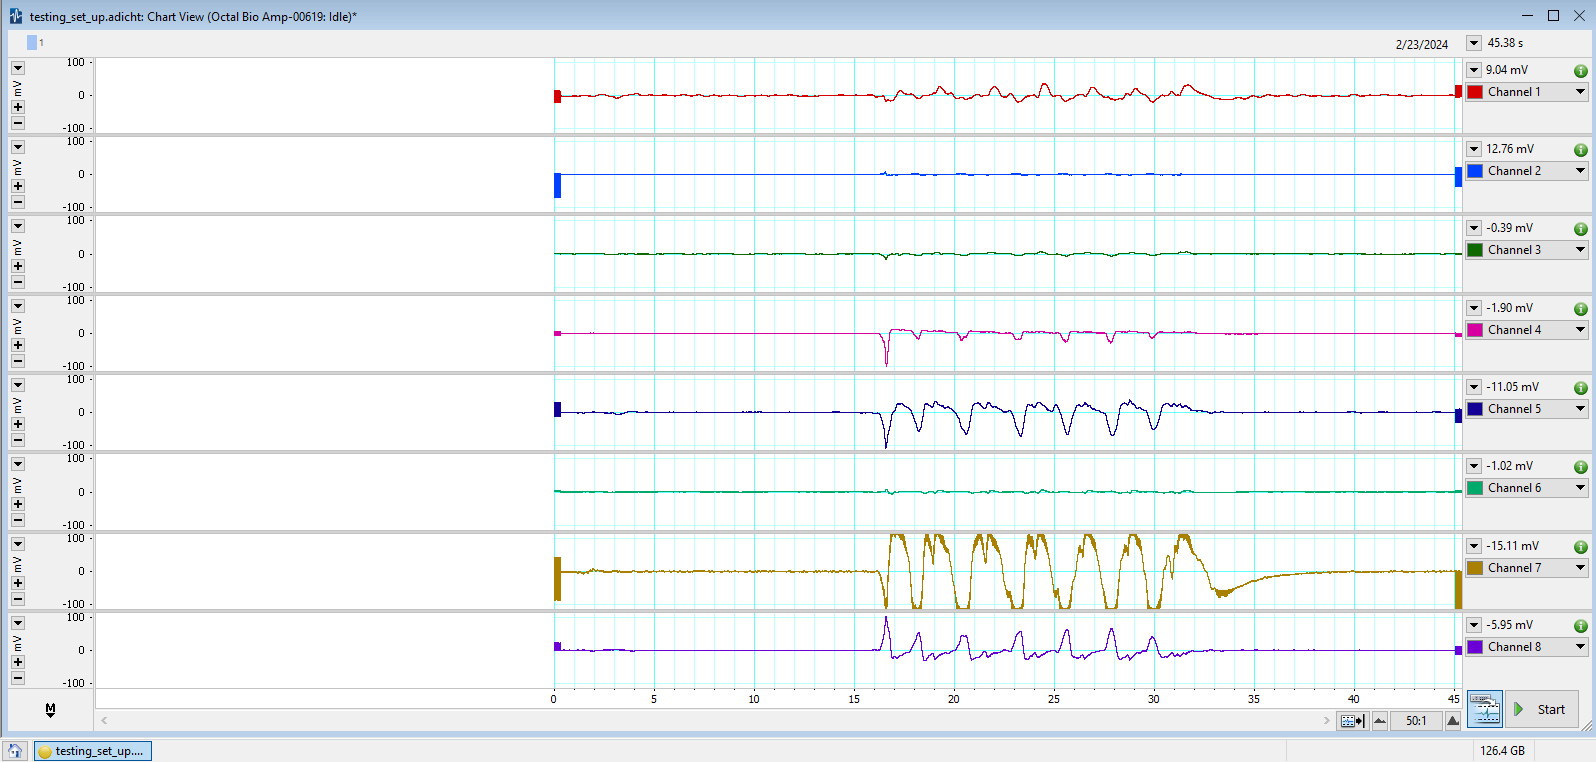 testing_set_up.adicht: Chart View (Octal Bio Amp-00619: Idle)*
1
2/23/2024
45.38 s
100
0
-100
mV
9.04 mV
Channel 1
100
0
-100
mV
12.76 mV
Channel 2
100
0
-100
mV
-0.39 mV
Channel 3
100
0
-100
mV
-1.90 mV
Channel 4
100
0
-100
mV
-11.05 mV
Channel 5
100
0
-100
mV
-1.02 mV
Channel 6
100
0
-100
mV
-15.11 mV
Channel 7
100
0
-100
mV
-5.95 mV
Channel 8
0 5 10 15 20 25 30 35 40 45
M
50:1
Start
testing_set_up....
126.4 GB